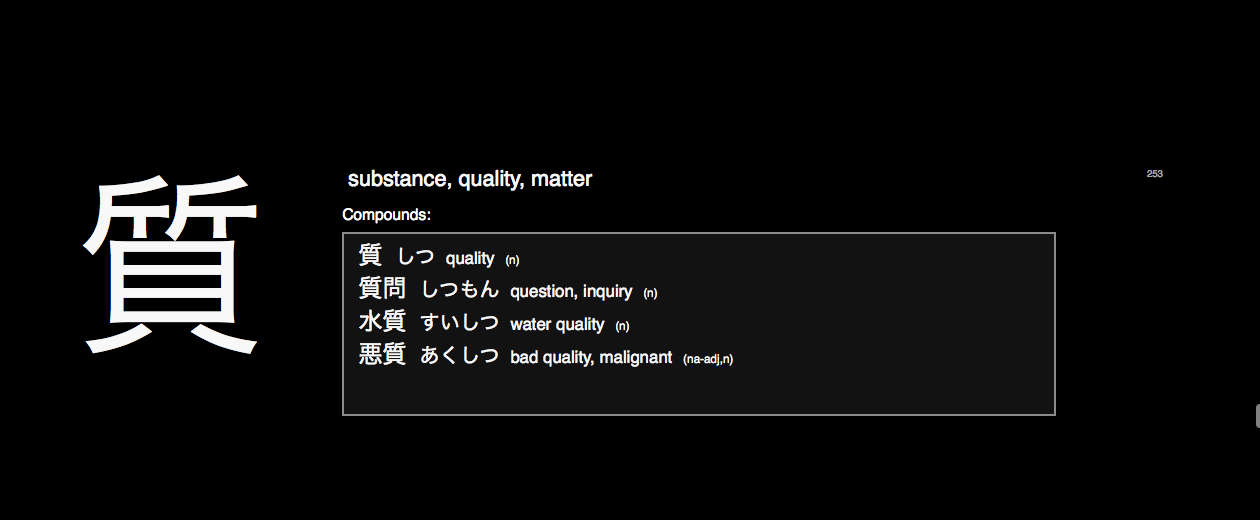 質
substance, quality, matter
253
Compounds:
質 しつ quality (n)
質問 しつもん question, inquiry (n)
水質 すいしつ water quality (n)
悪質 あくしつ bad quality, malignant (na-adj,n)